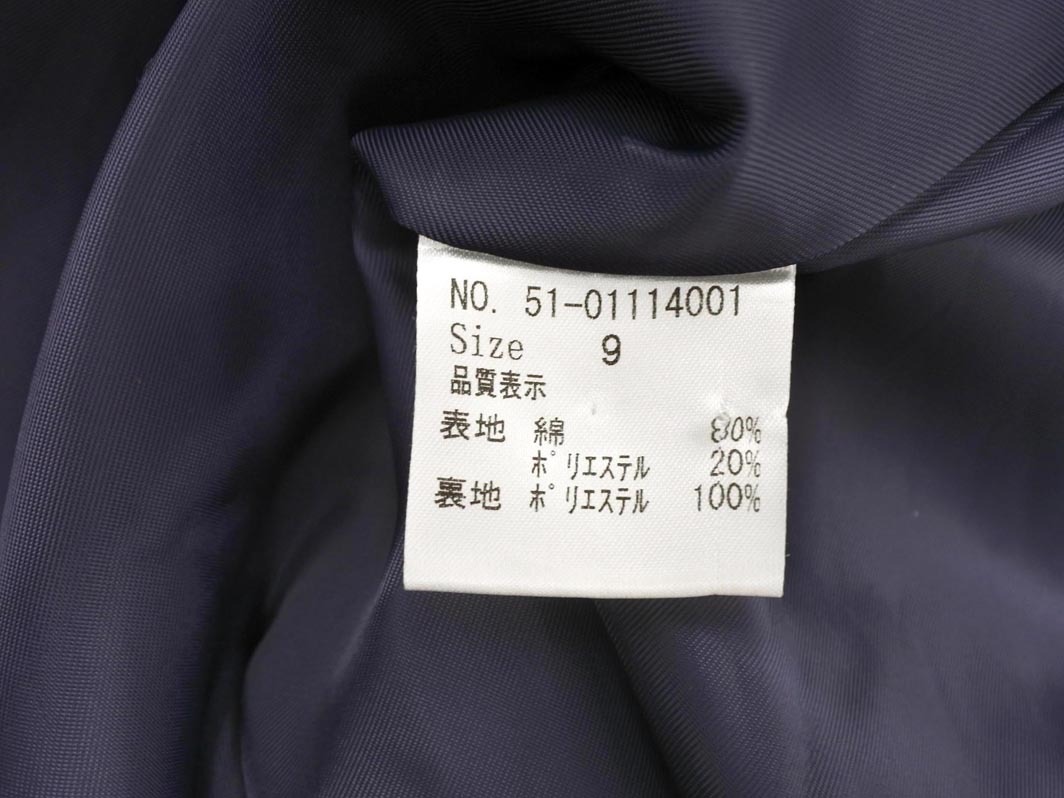 NO. 51-01114001
Size 9
品質表示
表地 綿 80%
ポリエステル 20%
裏地 ポリエステル 100%